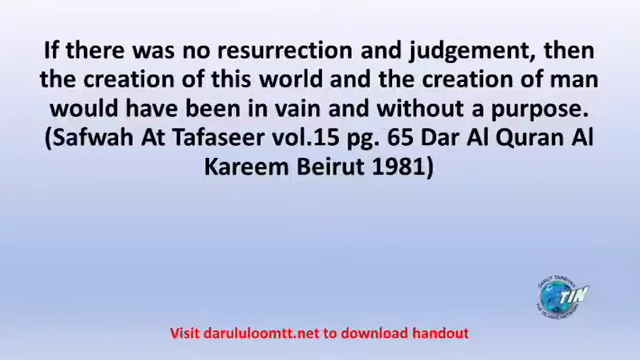 If there was no resurrection and judgement, then
the creation of this world and the creation of man
would have been in vain and without a purpose.
(Safwah At Tafaseer vol.15 pg. 65 Dar Al Quran Al
Kareem Beirut 1981)
TIN
Visit darululoomtt.net to download handout